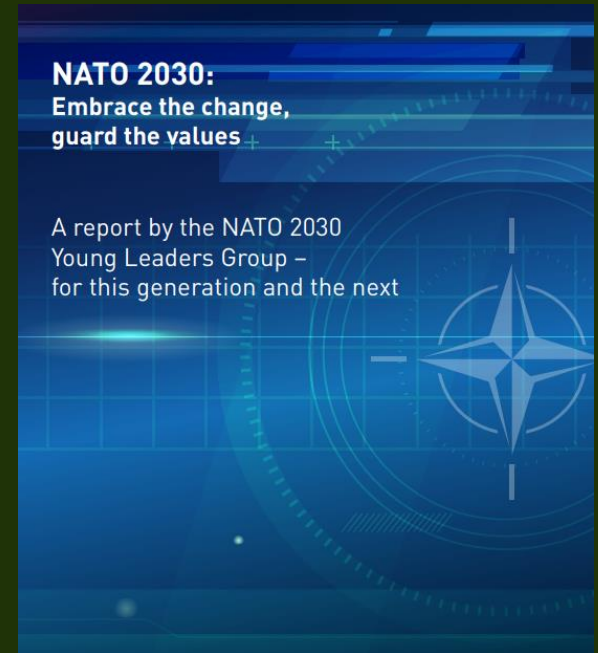 NATO 2030:
Embrace the change,
guard the values
A report by the NATO 2030
Young Leaders Group –
for this generation and the next